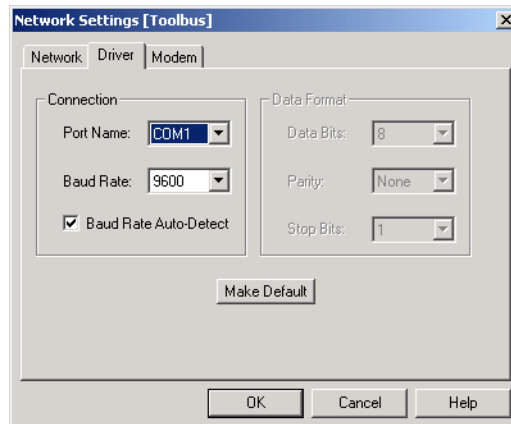 Network Settings [Toolbus]
Network Driver Modem
Connection
Port Name: COM1
Baud Rate: 9600
Baud Rate Auto-Detect
Data Format
Data Bits: 8
Parity: None
Stop Bits: 1
Make Default
OK Cancel Help